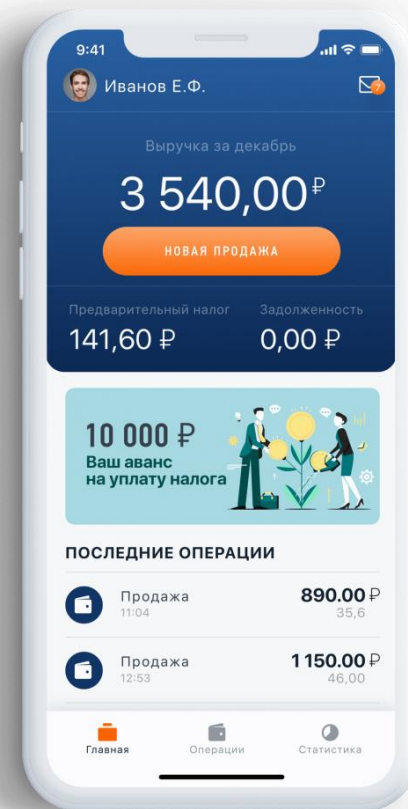 9:41
Иванов Е.Ф.
7
Выручка за декабрь
3 540,00 ₽
НОВАЯ ПРОДАЖА
Предварительный налог
Задолженность
141,60 ₽
0,00 ₽
10 000 ₽
Ваш аванс
на уплату налога
ПОСЛЕДНИЕ ОПЕРАЦИИ
Продажа
890.00 ₽
11:04
35,6
Продажа
1 150.00 ₽
12:53
46,00
Главная
Операции
Статистика